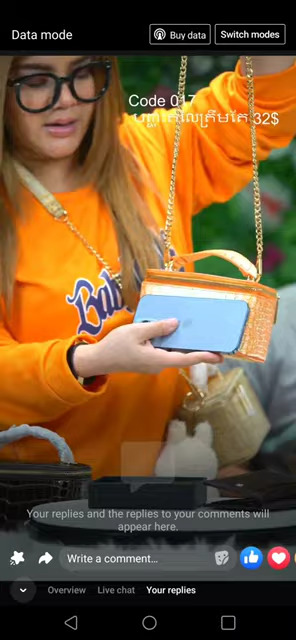 Data mode
Buy data
Switch modes
Code 017
32$
Your replies and the replies to your comments will
appear here.
Write a comment...
Overview
Live chat
Your replies